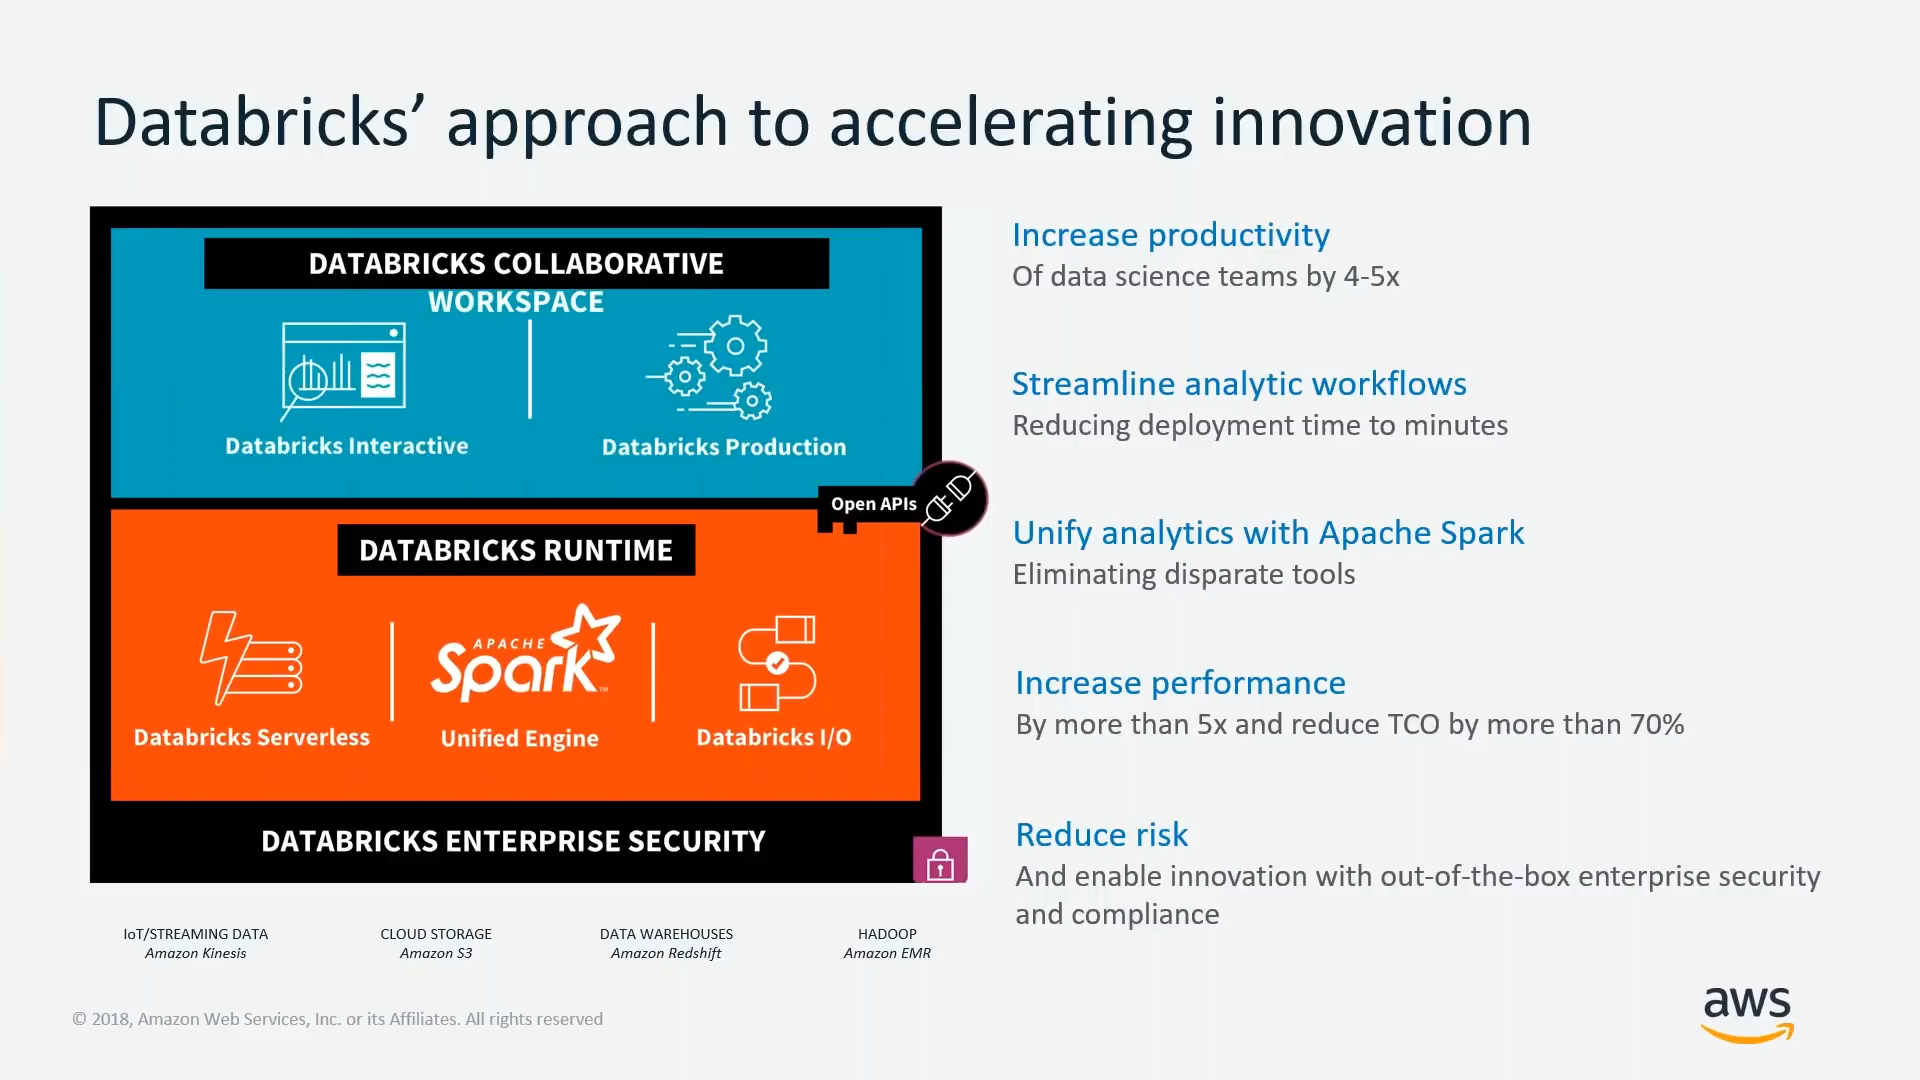 Databricks’ approach to accelerating innovation
DATABRICKS COLLABORATIVE
WORKSPACE
Databricks Interactive
Databricks Production
Open APIs
DATABRICKS RUNTIME
APACHE
Spark™
Databricks Serverless
Unified Engine
Databricks I/O
DATABRICKS ENTERPRISE SECURITY
IoT/STREAMING DATA
Amazon Kinesis
CLOUD STORAGE
Amazon S3
DATA WAREHOUSES
Amazon Redshift
HADOOP
Amazon EMR
Increase productivity
Of data science teams by 4-5x
Streamline analytic workflows
Reducing deployment time to minutes
Unify analytics with Apache Spark
Eliminating disparate tools
Increase performance
By more than 5x and reduce TCO by more than 70%
Reduce risk
And enable innovation with out-of-the-box enterprise security
and compliance
© 2018, Amazon Web Services, Inc. or its Affiliates. All rights reserved
aws